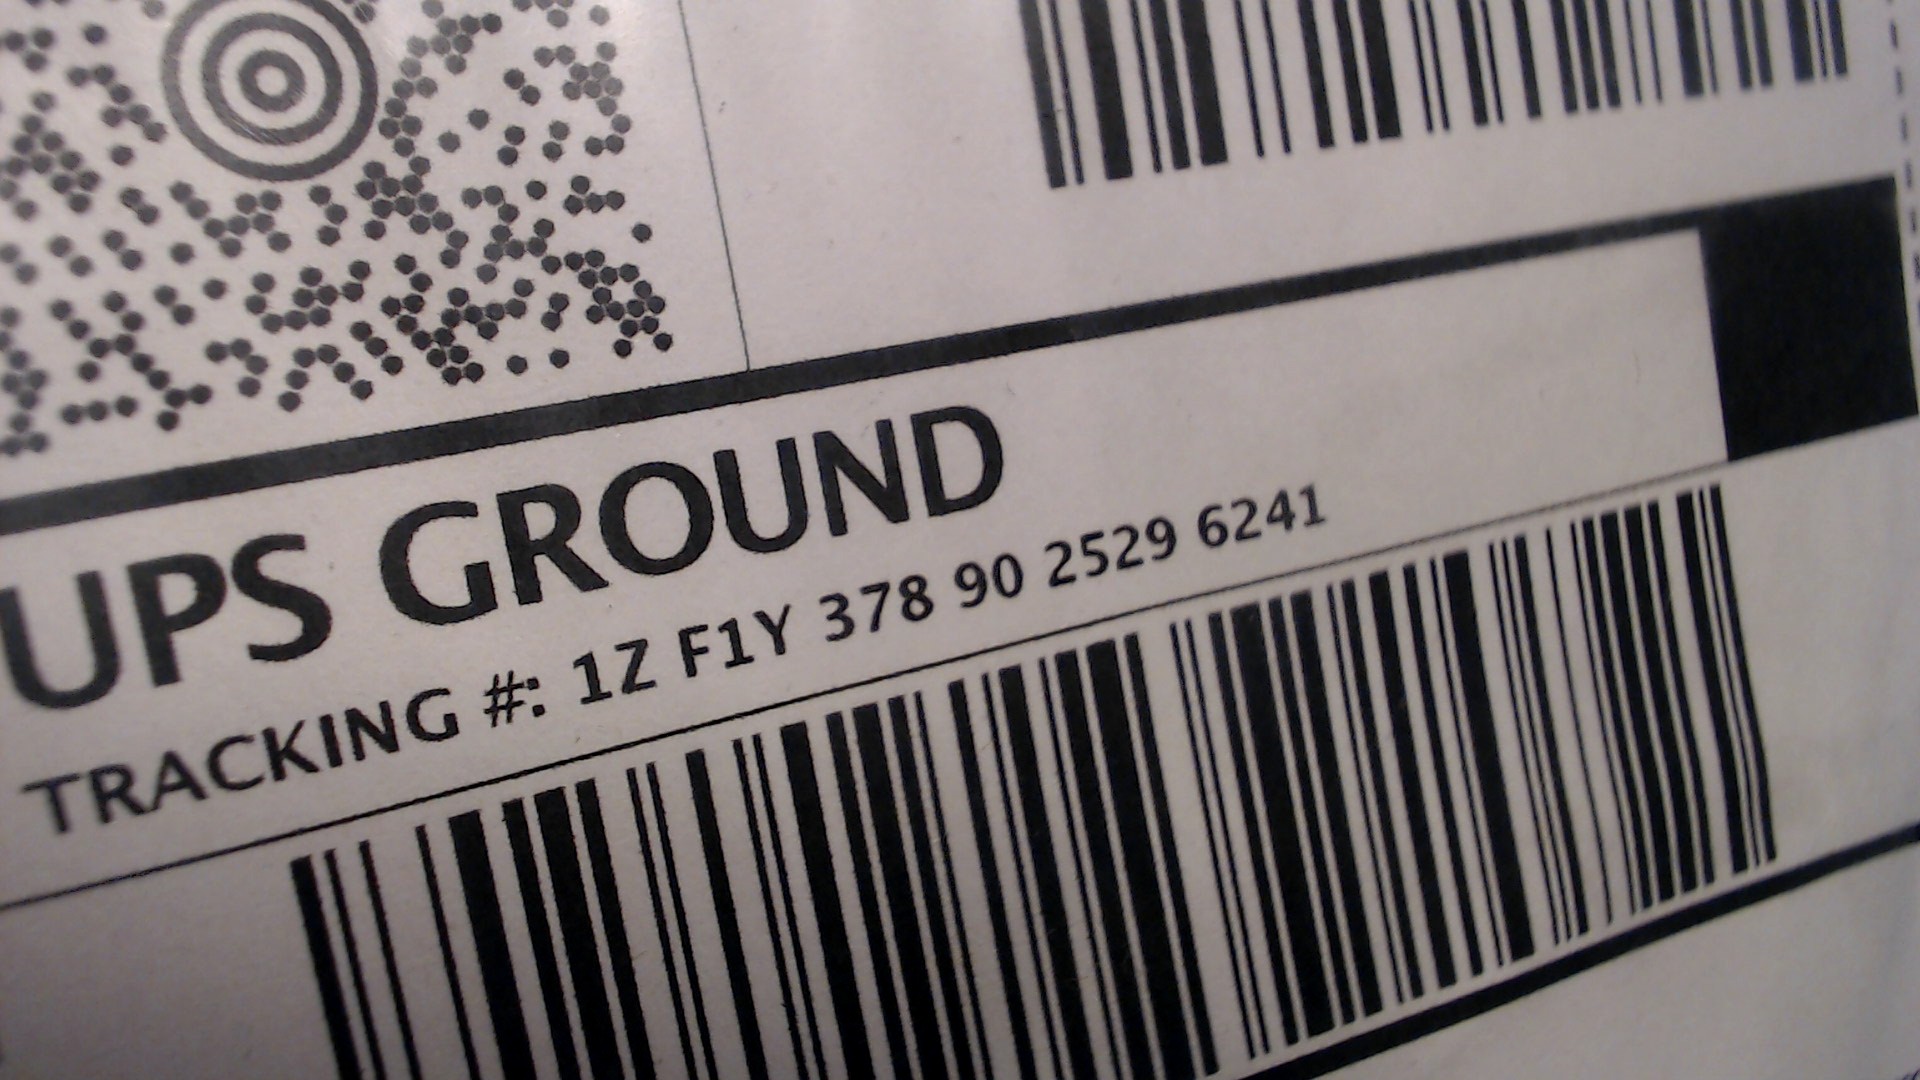 UPS GROUND
TRACKING #: 1Z F1Y 378 90 2529 6241